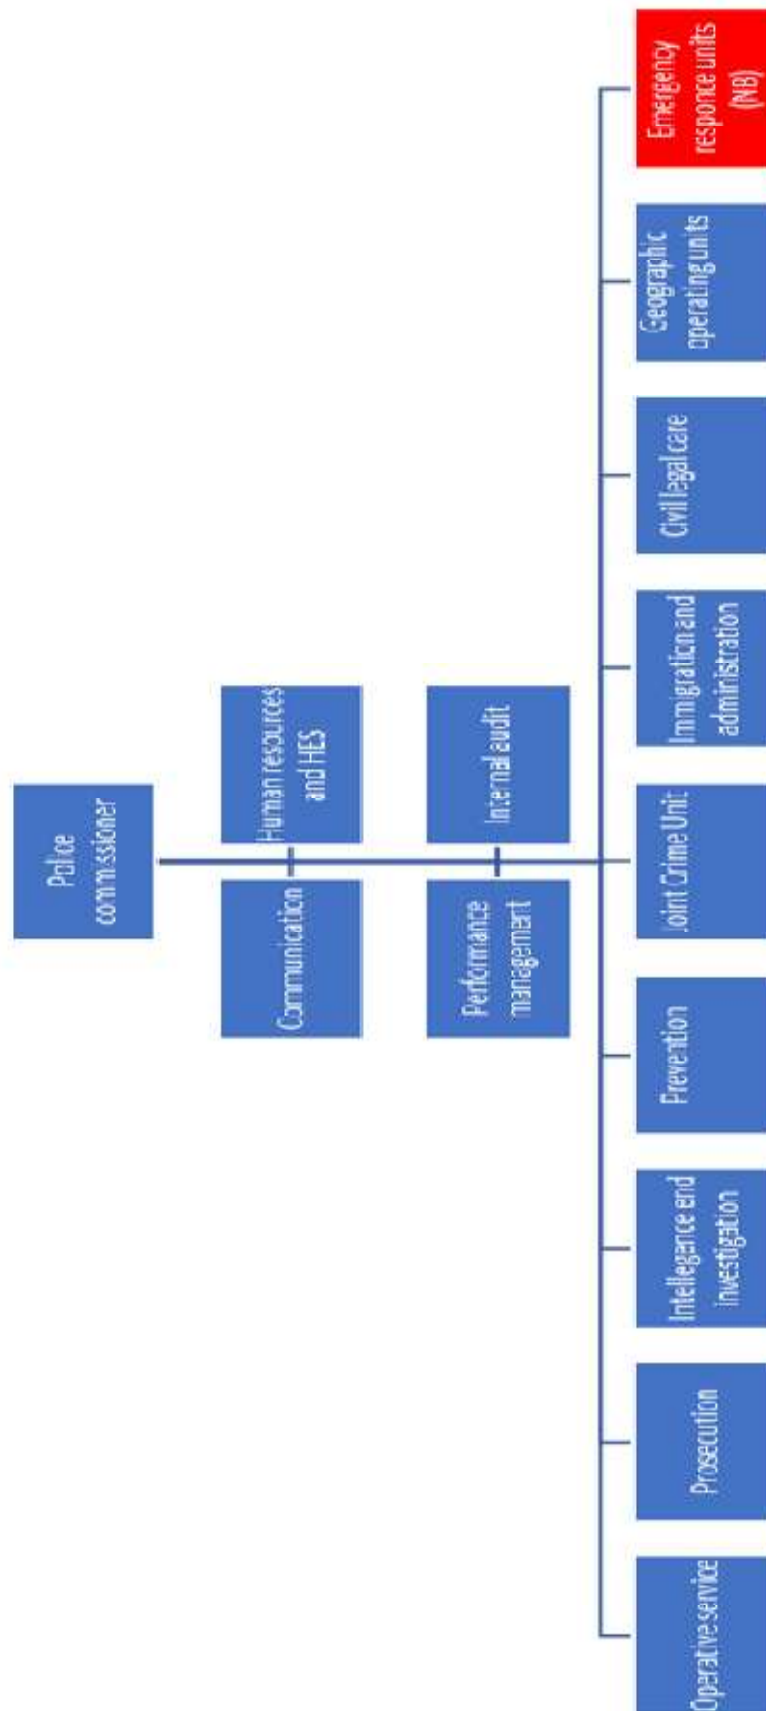 Police
commissioner
Communication
Human resources
and HES
Performance
management
Internal audit
Operative service
Prosecution
Intellegence end
investigation
Prevention
Joint Crime Unit
Immigration and
administration
Civil legal care
Geographic
operating units
Emergency
responce units
(NB)